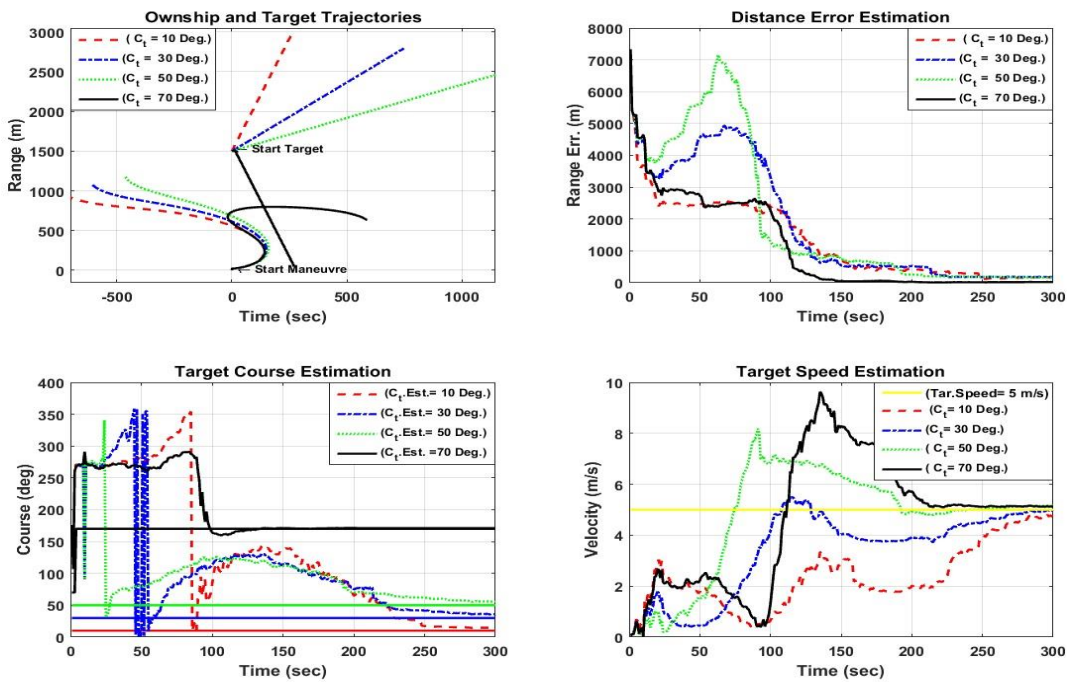 Ownship and Target Trajectories
Range (m)
3000
2500
2000
1500
1000
500
0
( Ct = 10 Deg.)
(Ct = 30 Deg.)
(Ct = 50 Deg.)
(Ct = 70 Deg.)
Start Target
Start Maneuvre
-500 0 500 1000
Time (sec)
Distance Error Estimation
Range Err. (m)
8000
7000
6000
5000
4000
3000
2000
1000
0
( Ct = 10 Deg.)
(Ct = 30 Deg.)
(Ct = 50 Deg.)
(Ct = 70 Deg.)
0 50 100 150 200 250 300
Time (sec)
Target Course Estimation
Course (deg)
400
350
300
250
200
150
100
50
0
(Ct.Est.= 10 Deg.)
(Ct.Est.= 30 Deg.)
(Ct.Est.= 50 Deg.)
(Ct.Est. =70 Deg.)
0 50 100 150 200 250 300
Time (sec)
Target Speed Estimation
Velocity (m/s)
10
8
6
4
2
0
(Tar.Speed= 5 m/s)
(Ct= 10 Deg.)
(Ct= 30 Deg.)
( Ct= 50 Deg.)
( Ct= 70 Deg.)
0 50 100 150 200 250 300
Time (sec)